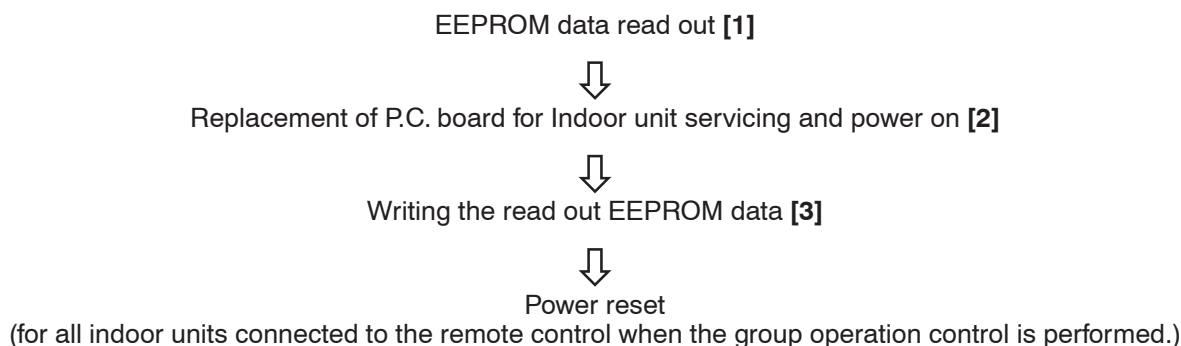 EEPROM data read out [1]
Replacement of P.C. board for Indoor unit servicing and power on [2]
Writing the read out EEPROM data [3]
Power reset
(for all indoor units connected to the remote control when the group operation control is performed.)